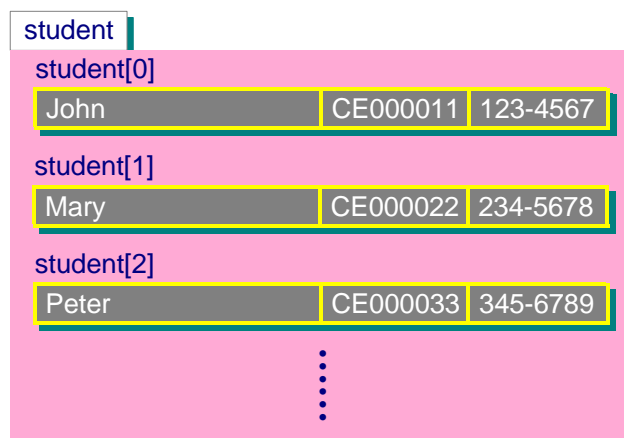 student
student[0]
John CE000011 123-4567
student[1]
Mary CE000022 234-5678
student[2]
Peter CE000033 345-6789